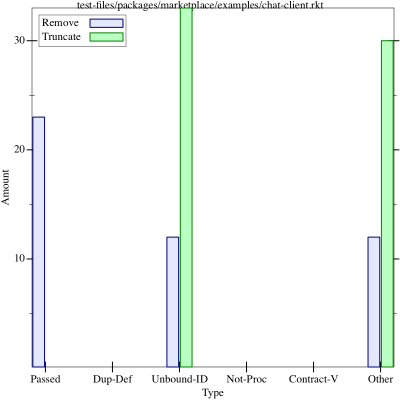 test-files/packages/marketplace/examples/chat-client.rkt
Remove
Truncate
30
20
10
Amount
Passed Dup-Def Unbound-ID Not-Proc Contract-V Other
Type